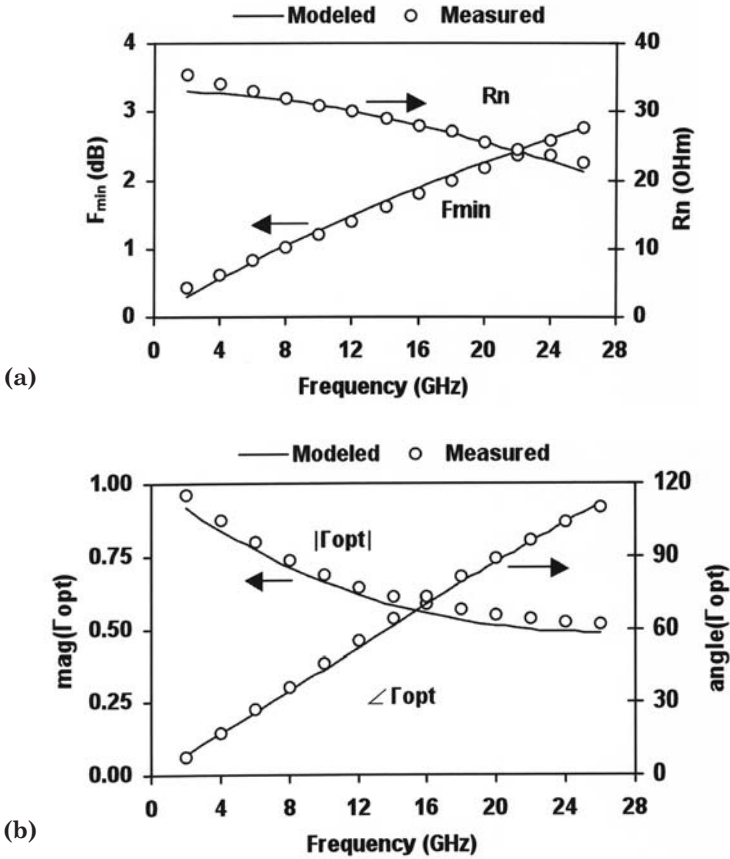 Modeled Measured
4
3
2
1
0
F_min (dB)
40
30
20
10
0
Rn (OHm)
Rn
Fmin
0 4 8 12 16 20 24 28
Frequency (GHz)
(a)
Modeled Measured
1.00
0.75
0.50
0.25
0.00
mag(Γopt)
120
90
60
30
0
angle(Γopt)
|Γopt|
∠Γopt
0 4 8 12 16 20 24 28
Frequency (GHz)
(b)